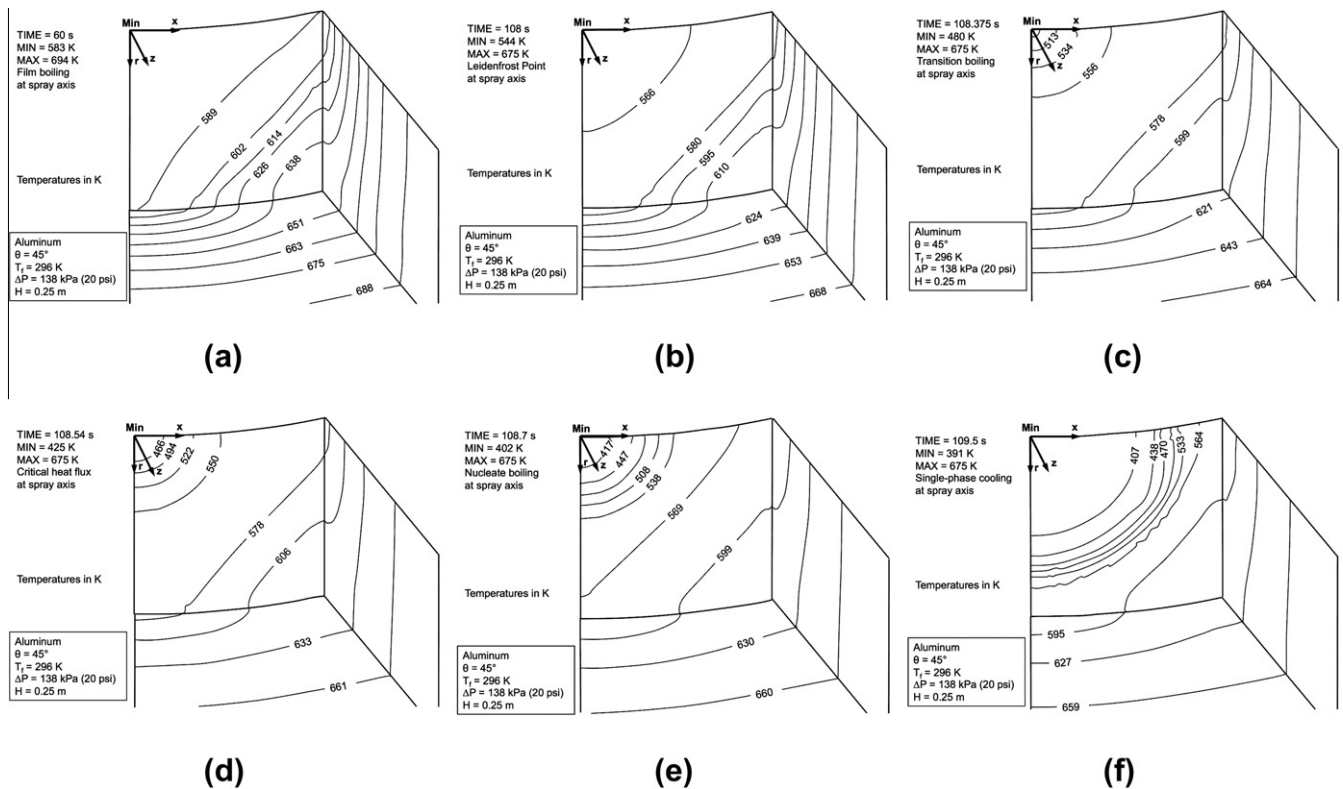 TIME = 60 s
MIN = 583 K
MAX = 694 K
Film boiling
at spray axis
Min
x
r
z
589
602
614
626
638
651
663
675
688
Temperatures in K
Aluminum
θ = 45°
T_f = 296 K
ΔP = 138 kPa (20 psi)
H = 0.25 m
(a)
TIME = 108 s
MIN = 544 K
MAX = 675 K
Leidenfrost Point
at spray axis
Min
x
r
z
566
580
595
610
624
639
653
668
Temperatures in K
Aluminum
θ = 45°
T_f = 296 K
ΔP = 138 kPa (20 psi)
H = 0.25 m
(b)
TIME = 108.375 s
MIN = 480 K
MAX = 675 K
Transition boiling
at spray axis
Min
x
r
z
513
534
556
578
599
621
643
664
Temperatures in K
Aluminum
θ = 45°
T_f = 296 K
ΔP = 138 kPa (20 psi)
H = 0.25 m
(c)
TIME = 108.54 s
MIN = 425 K
MAX = 675 K
Critical heat flux
at spray axis
Min
x
r
z
466
494
522
550
578
606
633
661
Temperatures in K
Aluminum
θ = 45°
T_f = 296 K
ΔP = 138 kPa (20 psi)
H = 0.25 m
(d)
TIME = 108.7 s
MIN = 402 K
MAX = 675 K
Nucleate boiling
at spray axis
Min
x
r
z
417
447
508
538
569
599
630
660
Temperatures in K
Aluminum
θ = 45°
T_f = 296 K
ΔP = 138 kPa (20 psi)
H = 0.25 m
(e)
TIME = 109.5 s
MIN = 391 K
MAX = 675 K
Single-phase cooling
at spray axis
Min
x
r
z
407
438
470
533
564
595
627
659
Temperatures in K
Aluminum
θ = 45°
T_f = 296 K
ΔP = 138 kPa (20 psi)
H = 0.25 m
(f)